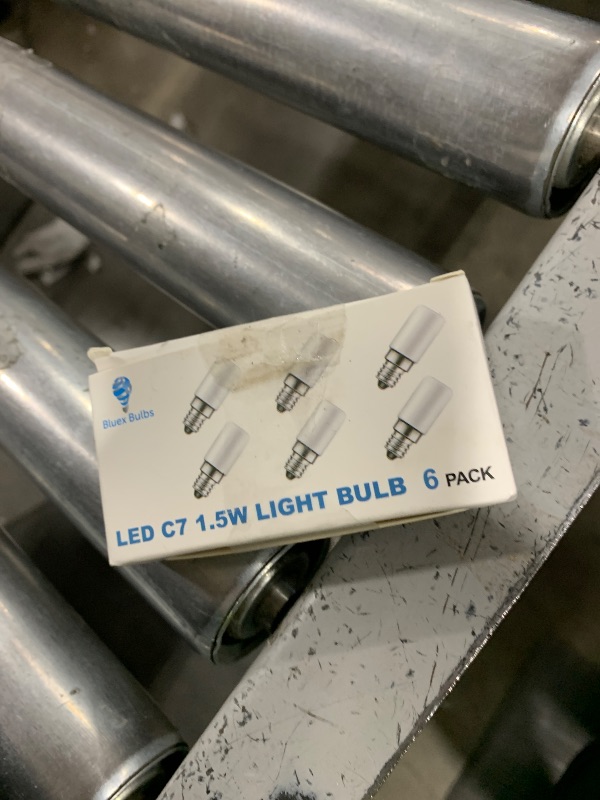 Bluex Bulbs
LED C7 1.5W LIGHT BULB 6 PACK